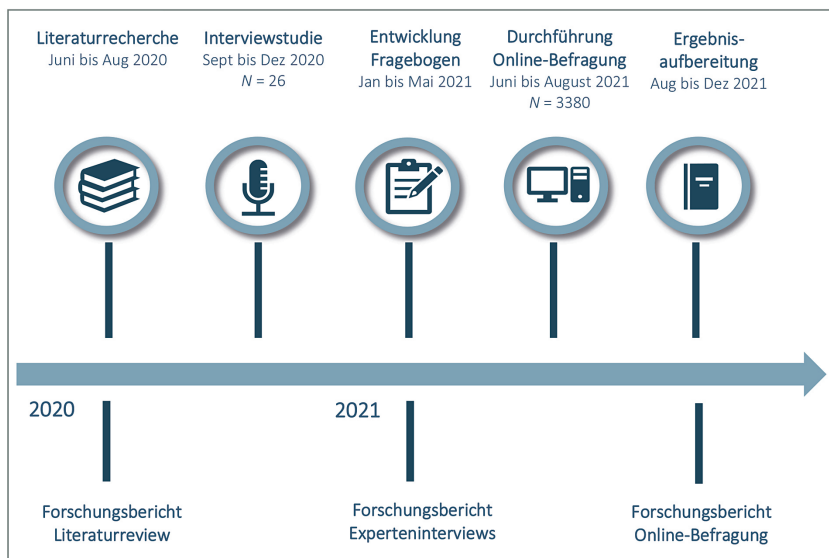 Literaturrecherche
Juni bis Aug 2020
Interviewstudie
Sept bis Dez 2020
N = 26
Entwicklung
Fragebogen
Jan bis Mai 2021
Durchführung
Online-Befragung
Juni bis August 2021
N = 3380
Ergebnis-
aufbereitung
Aug bis Dez 2021
2020
2021
Forschungsbericht
Literaturreview
Forschungsbericht
Experteninterviews
Forschungsbericht
Online-Befragung